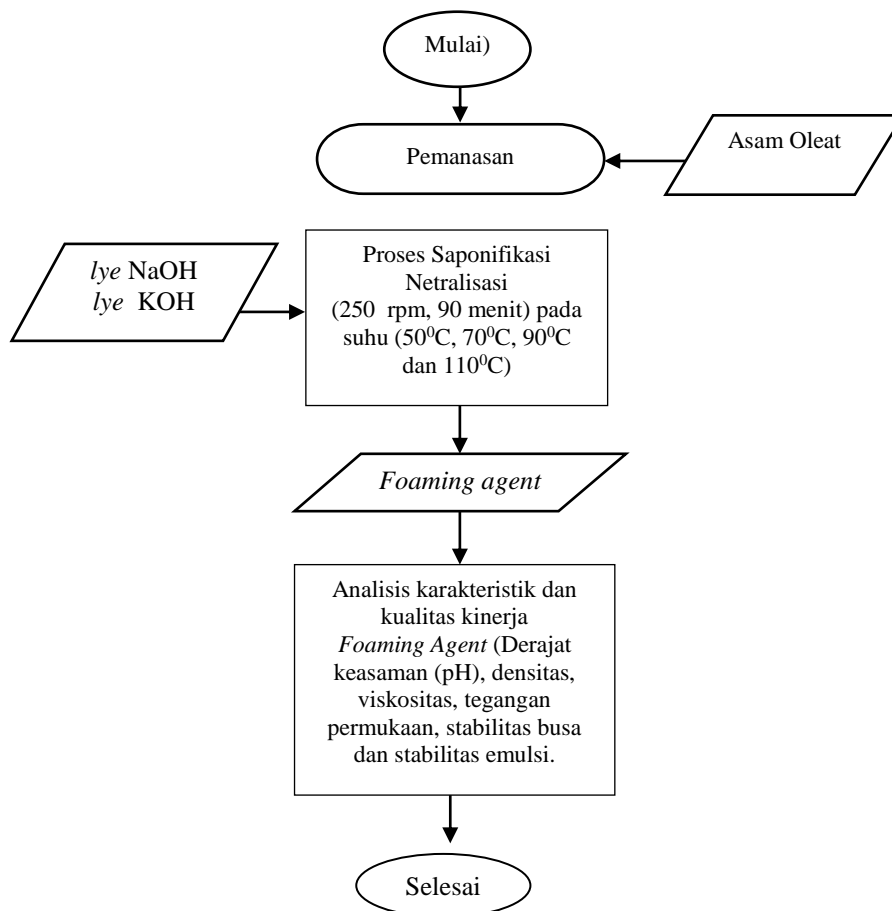 Mulai)
Pemanasan
Asam Oleat
lye NaOH
lye KOH
Proses Saponifikasi
Netralisasi
(250 rpm, 90 menit) pada
suhu (50⁰C, 70⁰C, 90⁰C
dan 110⁰C)
Foaming agent
Analisis karakteristik dan
kualitas kinerja
Foaming Agent (Derajat
keasaman (pH), densitas,
viskositas, tegangan
permukaan, stabilitas busa
dan stabilitas emulsi.
Selesai